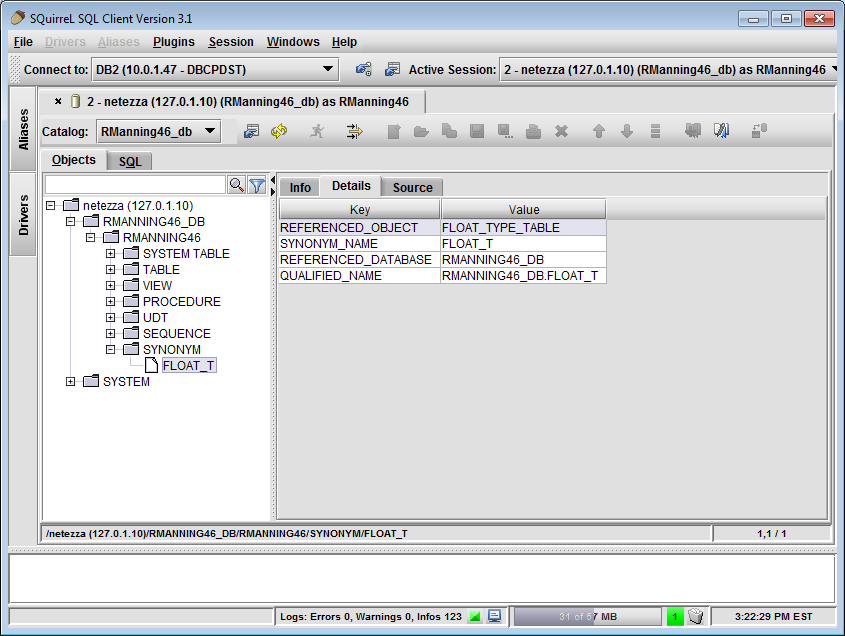 SQuirreL SQL Client Version 3.1
File Drivers Aliases Plugins Session Windows Help
Connect to: DB2 (10.0.1.47 - DBCPDST) Active Session: 2 - netezza (127.0.1.10) (RManning46_db) as RManning46
Aliases
Drivers
2 - netezza (127.0.1.10) (RManning46_db) as RManning46
Catalog: RManning46_db
Objects SQL
netezza (127.0.1.10)
RMANNING46_DB
RMANNING46
SYSTEM TABLE
TABLE
VIEW
PROCEDURE
UDT
SEQUENCE
SYNONYM
FLOAT_T
SYSTEM
Info Details Source
Key Value
REFERENCED_OBJECT FLOAT_TYPE_TABLE
SYNONYM_NAME FLOAT_T
REFERENCED_DATABASE RMANNING46_DB
QUALIFIED_NAME RMANNING46_DB.FLOAT_T
/netezza (127.0.1.10)/RMANNING46_DB/RMANNING46/SYNONYM/FLOAT_T 1,1 / 1
Logs: Errors 0, Warnings 0, Infos 123 31 of 57 MB 1 3:22:29 PM EST